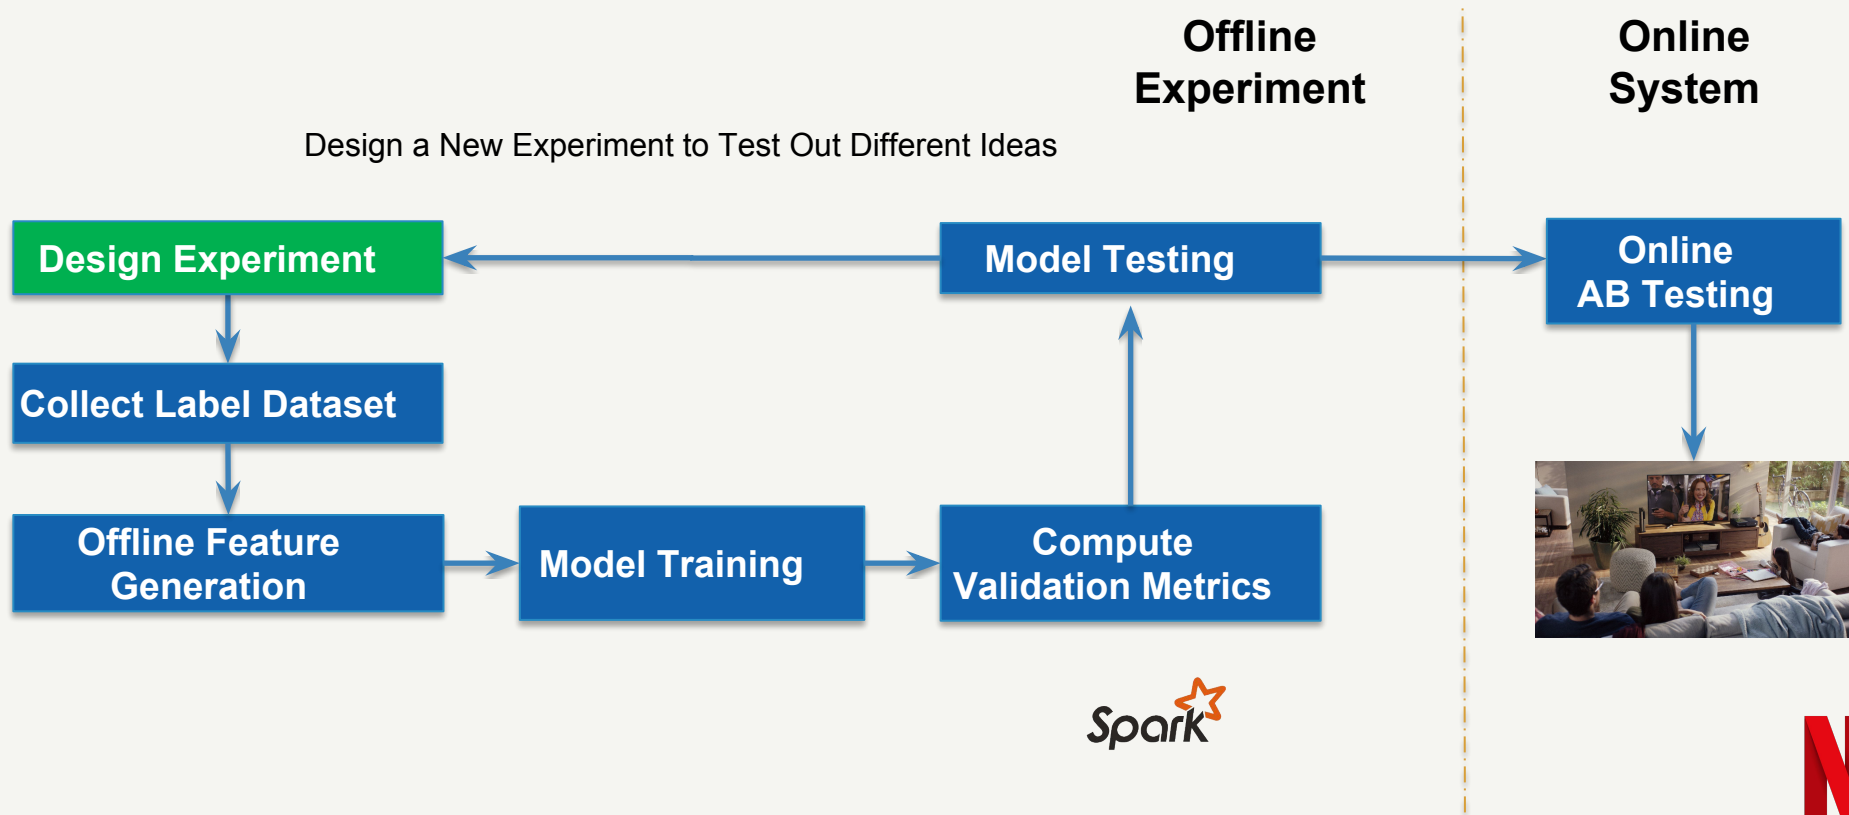 Offline
Experiment
Online
System
Design a New Experiment to Test Out Different Ideas
Design Experiment
Model Testing
Online
AB Testing
Collect Label Dataset
Offline Feature
Generation
Model Training
Compute
Validation Metrics
Spark
N